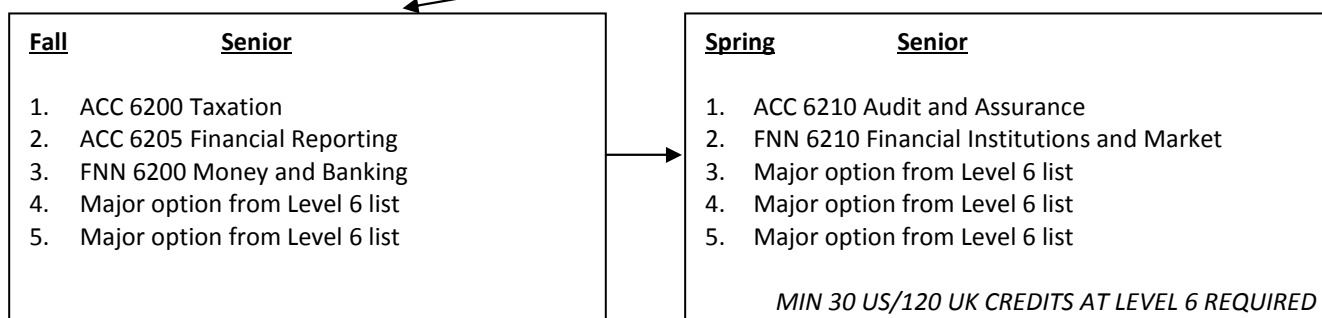 Fall Senior
1. ACC 6200 Taxation
2. ACC 6205 Financial Reporting
3. FNN 6200 Money and Banking
4. Major option from Level 6 list
5. Major option from Level 6 list
Spring Senior
1. ACC 6210 Audit and Assurance
2. FNN 6210 Financial Institutions and Market
3. Major option from Level 6 list
4. Major option from Level 6 list
5. Major option from Level 6 list
MIN 30 US/120 UK CREDITS AT LEVEL 6 REQUIRED